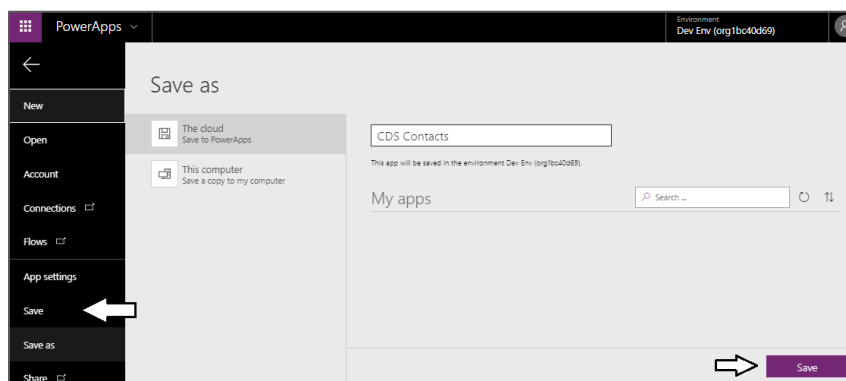 PowerApps
Environment
Dev Env (org1bc40d69)
Save as
New
Open
Account
Connections
Flows
App settings
Save
Save as
Share
The cloud
Save to PowerApps
This computer
Save a copy to my computer
CDS Contacts
This app will be saved in the environment Dev Env (org1bc40d69).
My apps
Search ...
Save